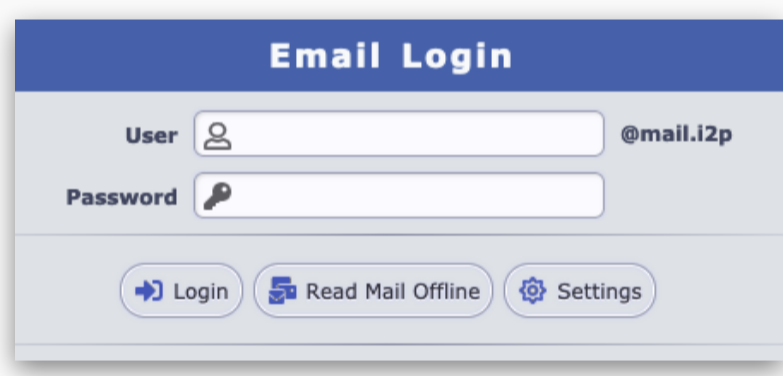 Email Login
User @mail.i2p
Password
Login Read Mail Offline Settings